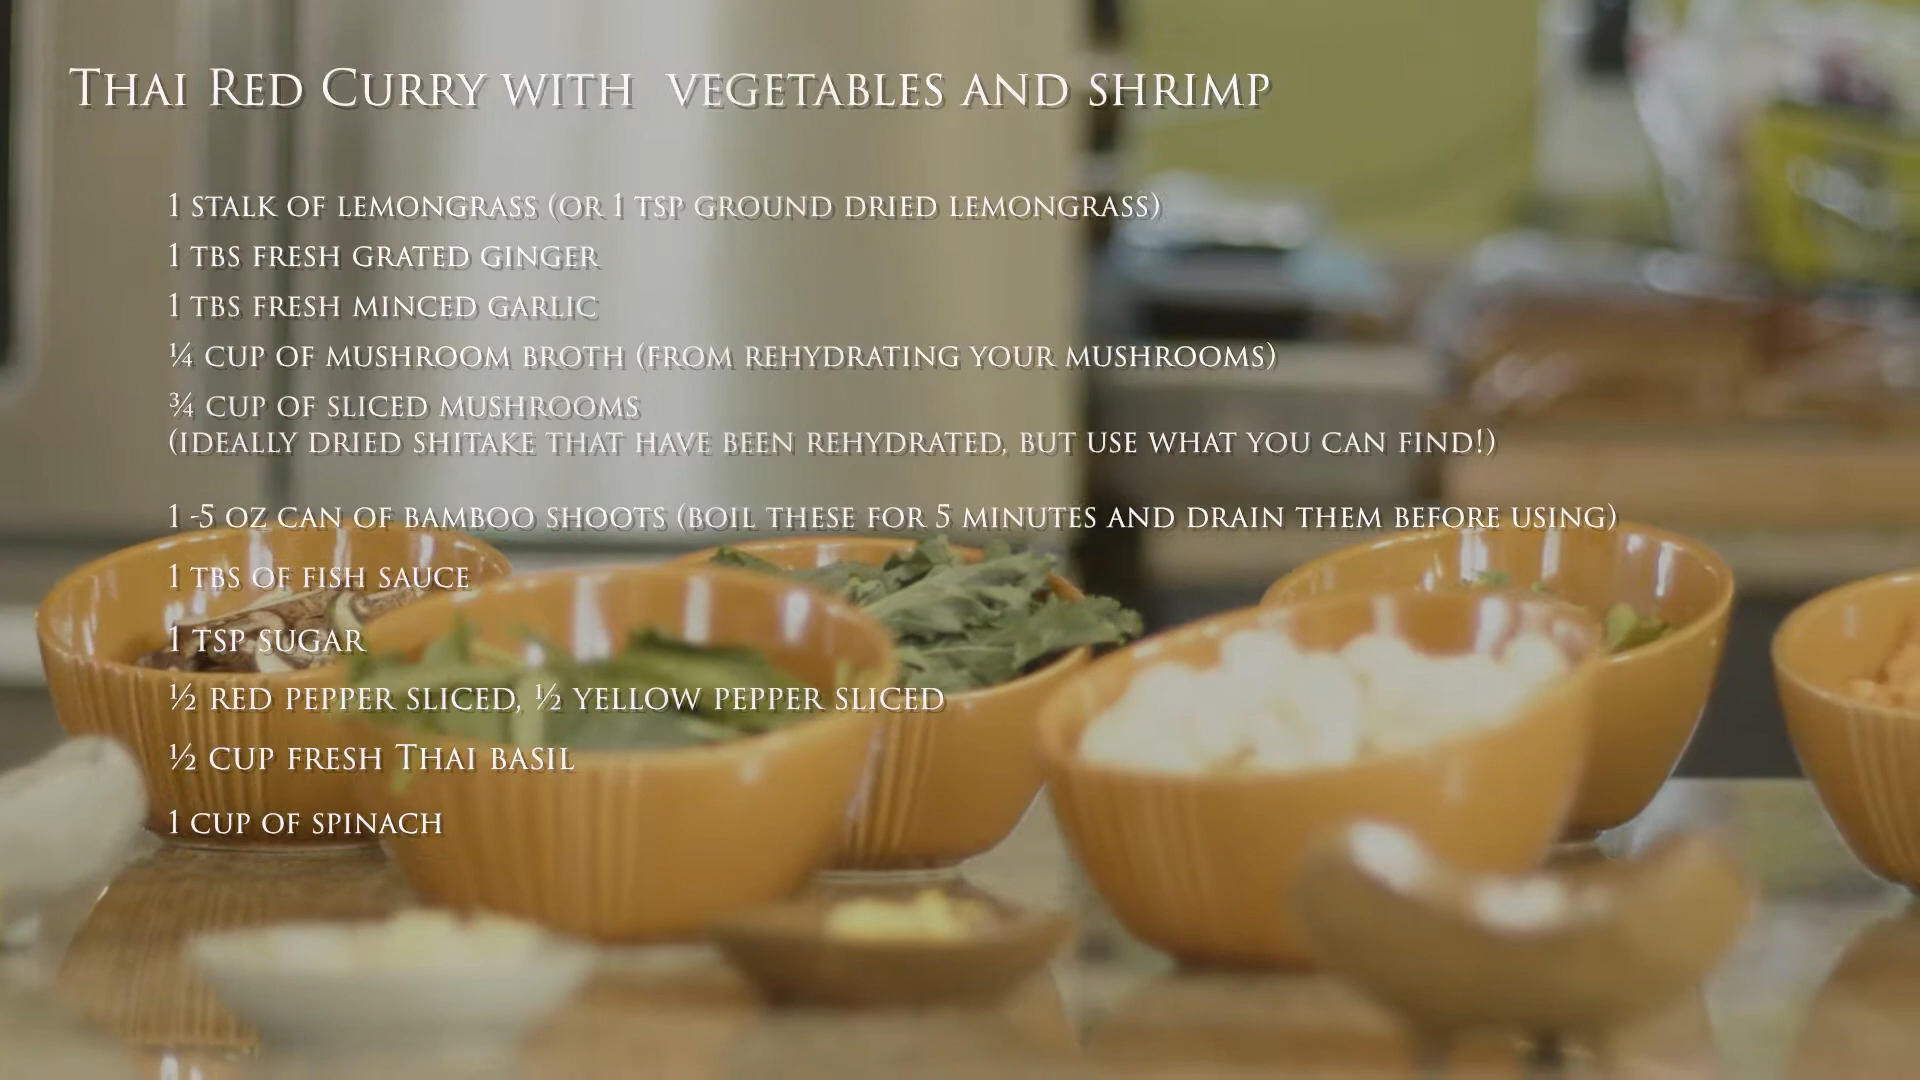 Thai Red Curry with vegetables and shrimp
1 stalk of lemongrass (or 1 tsp ground dried lemongrass)
1 tbs fresh grated ginger
1 tbs fresh minced garlic
¼ cup of mushroom broth (from rehydrating your mushrooms)
¾ cup of sliced mushrooms
(ideally dried shitake that have been rehydrated, but use what you can find!)
1 -5 oz can of bamboo shoots (boil these for 5 minutes and drain them before using)
1 tbs of fish sauce
1 tsp sugar
½ red pepper sliced, ½ yellow pepper sliced
½ cup fresh Thai basil
1 cup of spinach